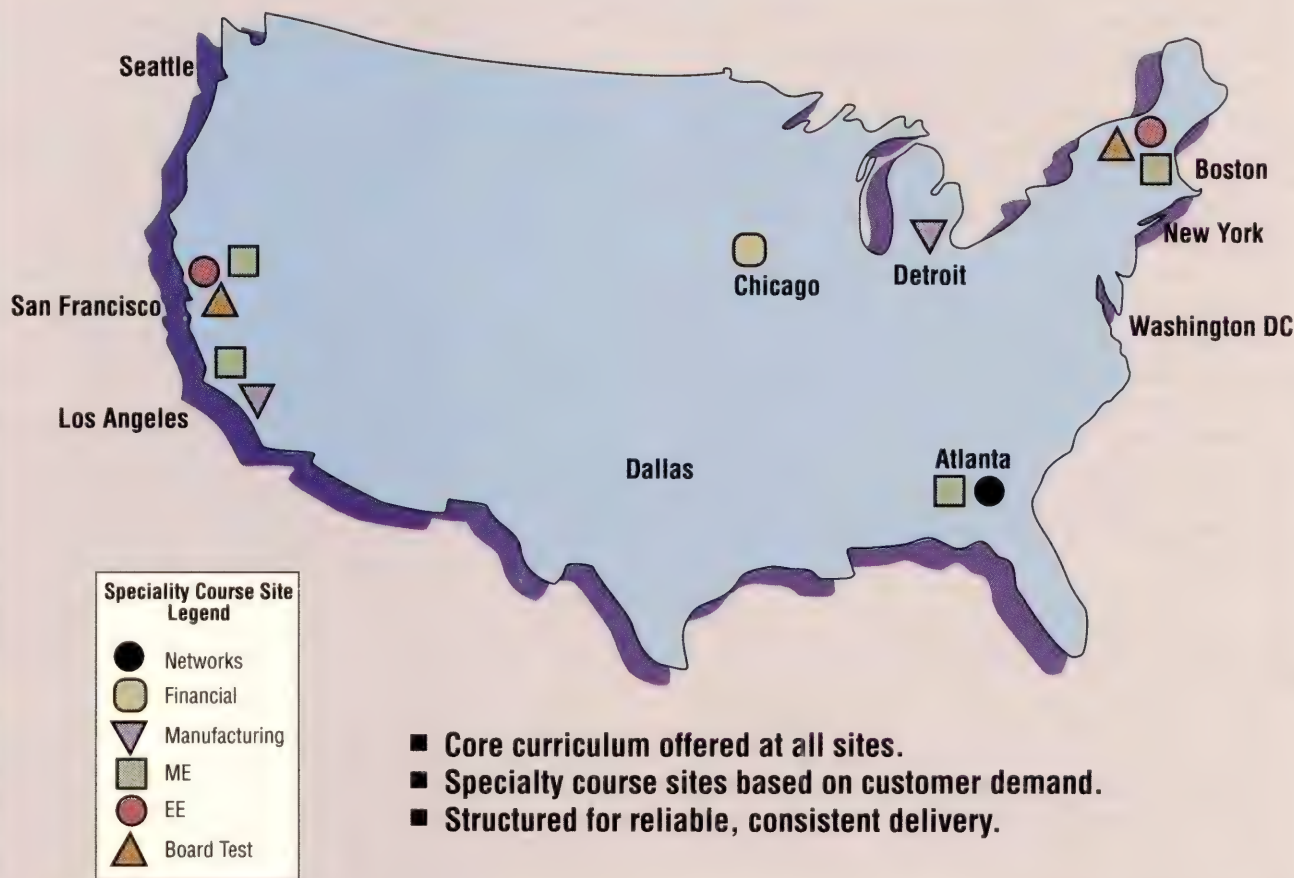 Seattle
Boston
New York
Chicago
Detroit
San Francisco
Washington DC
Los Angeles
Dallas
Atlanta
Speciality Course Site
Legend
Networks
Financial
Manufacturing
ME
EE
Board Test
■ Core curriculum offered at all sites.
■ Specialty course sites based on customer demand.
■ Structured for reliable, consistent delivery.